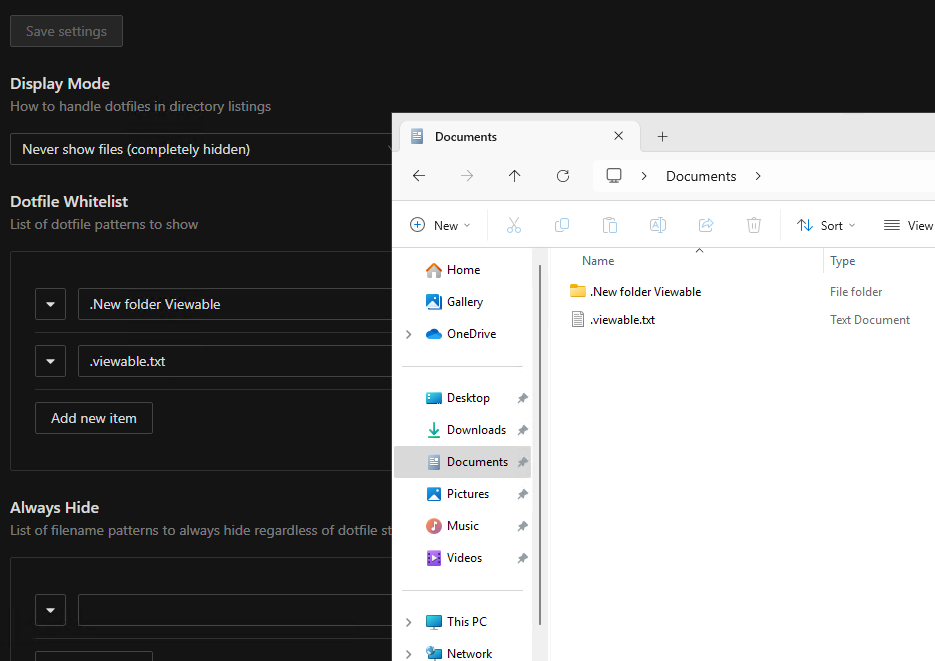 Save settings
Display Mode
How to handle dotfiles in directory listings
Never show files (completely hidden)
Dotfile Whitelist
List of dotfile patterns to show
.New folder Viewable
.viewable.txt
Add new item
Always Hide
List of filename patterns to always hide regardless of dotfile st
Documents
Documents
New
Sort
View
Home
Gallery
OneDrive
Desktop
Downloads
Documents
Pictures
Music
Videos
This PC
Network
Name Type
.New folder Viewable File folder
.viewable.txt Text Document